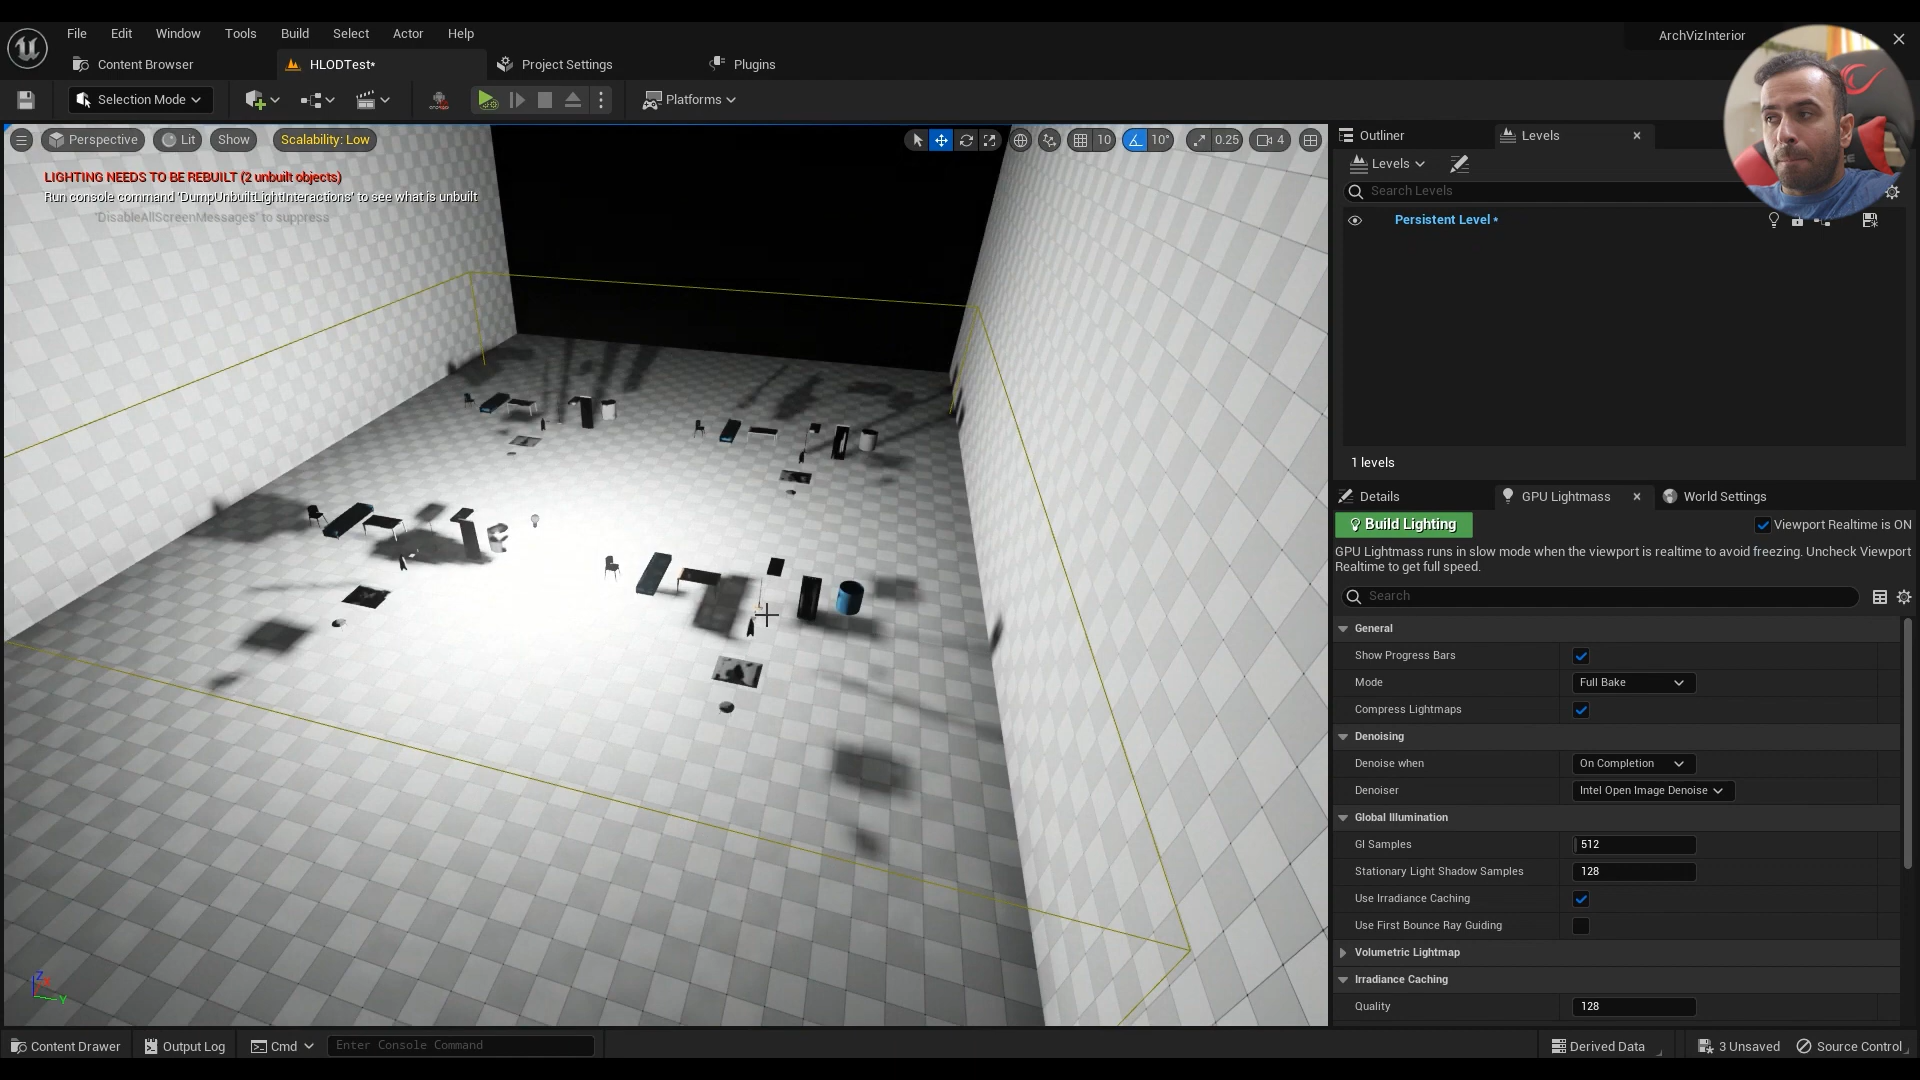 File Edit Window Tools Build Select Actor Help
ArchVizInterior
Content Browser
HLODTest*
Project Settings
Plugins
Selection Mode
Platforms
Perspective
Lit
Show
Scalability: Low
10
10°
0.25
4
LIGHTING NEEDS TO BE REBUILT (2 unbuilt objects)
Run console command 'DumpUnbuiltLightInteractions' to see what is unbuilt
'DisableAllScreenMessages' to suppress
Outliner
Levels
Levels
Search Levels
Persistent Level *
1 levels
Details
GPU Lightmass
World Settings
Build Lighting
Viewport Realtime is ON
GPU Lightmass runs in slow mode when the viewport is realtime to avoid freezing. Uncheck Viewport
Realtime to get full speed.
Search
General
Show Progress Bars
Mode
Full Bake
Compress Lightmaps
Denoising
Denoise when
On Completion
Denoiser
Intel Open Image Denoise
Global Illumination
GI Samples
512
Stationary Light Shadow Samples
128
Use Irradiance Caching
Use First Bounce Ray Guiding
Volumetric Lightmap
Irradiance Caching
Quality
128
Z
Y
Content Drawer
Output Log
Cmd
Enter Console Command
Derived Data
3 Unsaved
Source Control